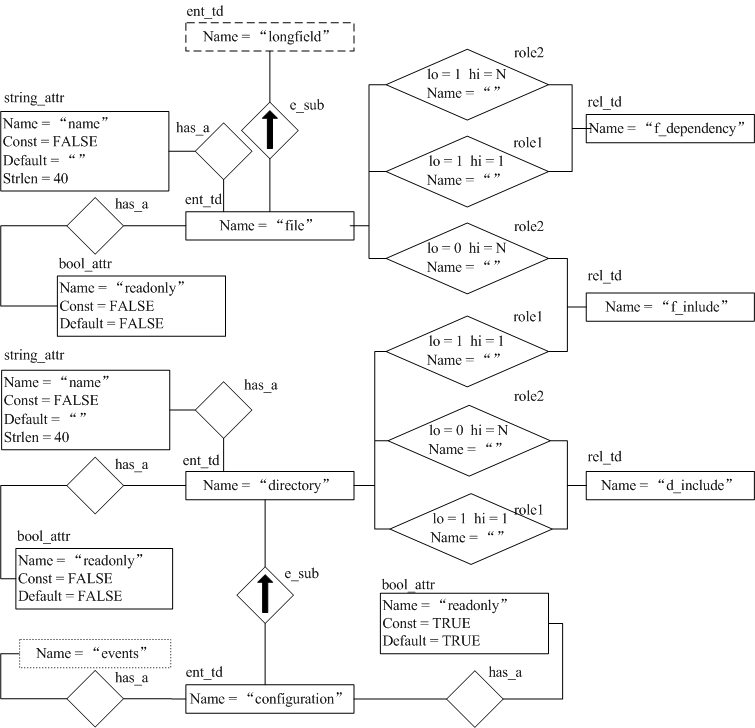 ent_td
Name = “longfield”
role2
lo = 1 hi = N
Name = “ ”
e_sub
rel_td
Name = “f_dependency”
string_attr
Name = “name”
Const = FALSE
Default = “ ”
Strlen = 40
has_a
role1
lo = 1 hi = 1
Name = “ ”
ent_td
Name = “file”
has_a
role2
lo = 0 hi = N
Name = “ ”
bool_attr
Name = “readonly”
Const = FALSE
Default = FALSE
rel_td
Name = “f_inlude”
role1
lo = 1 hi = 1
Name = “ ”
string_attr
Name = “name”
Const = FALSE
Default = “ ”
Strlen = 40
has_a
role2
lo = 0 hi = N
Name = “ ”
has_a
ent_td
Name = “directory”
rel_td
Name = “d_include”
role1
lo = 1 hi = 1
Name = “ ”
bool_attr
Name = “readonly”
Const = FALSE
Default = FALSE
e_sub
bool_attr
Name = “readonly”
Const = TRUE
Default = TRUE
Name = “events”
has_a
ent_td
Name = “configuration”
has_a